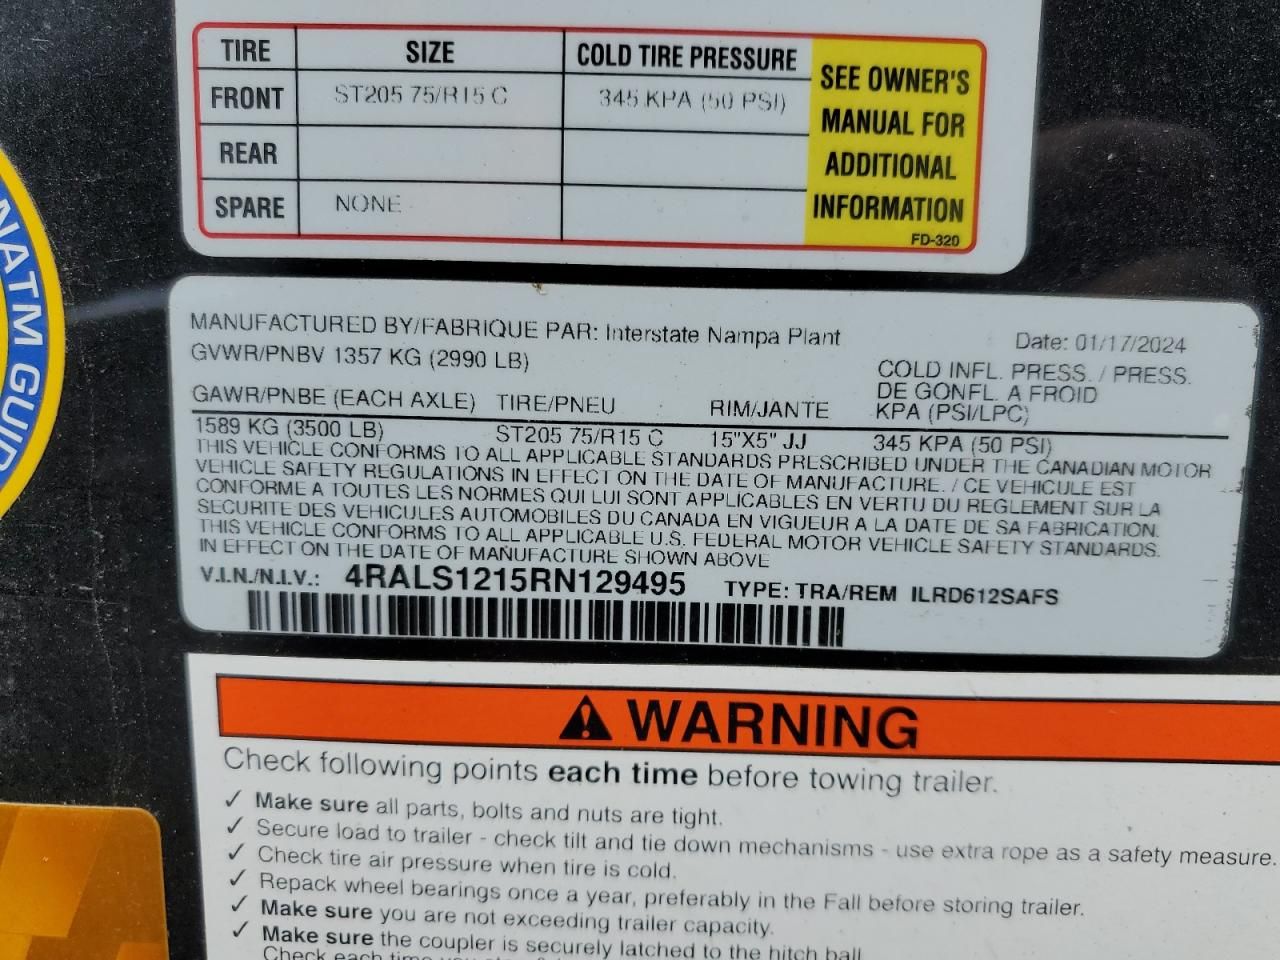 TIRE SIZE COLD TIRE PRESSURE
FRONT ST205 75/R15 C 345 KPA (50 PSI)
REAR
SPARE NONE
SEE OWNER'S
MANUAL FOR
ADDITIONAL
INFORMATION
FD-320
NATM GUID
MANUFACTURED BY/FABRIQUE PAR: Interstate Nampa Plant Date: 01/17/2024
GVWR/PNBV 1357 KG (2990 LB)
COLD INFL. PRESS. / PRESS.
DE GONFL. A FROID
GAWR/PNBE (EACH AXLE) TIRE/PNEU RIM/JANTE KPA (PSI/LPC)
1589 KG (3500 LB) ST205 75/R15 C 15"X5" JJ 345 KPA (50 PSI)
THIS VEHICLE CONFORMS TO ALL APPLICABLE STANDARDS PRESCRIBED UNDER THE CANADIAN MOTOR
VEHICLE SAFETY REGULATIONS IN EFFECT ON THE DATE OF MANUFACTURE. / CE VEHICULE EST
CONFORME A TOUTES LES NORMES QUI LUI SONT APPLICABLES EN VERTU DU REGLEMENT SUR LA
SECURITE DES VEHICULES AUTOMOBILES DU CANADA EN VIGUEUR A LA DATE DE SA FABRICATION.
THIS VEHICLE CONFORMS TO ALL APPLICABLE U.S. FEDERAL MOTOR VEHICLE SAFETY STANDARDS.
IN EFFECT ON THE DATE OF MANUFACTURE SHOWN ABOVE
V.I.N./N.I.V.: 4RALS1215RN129495 TYPE: TRA/REM ILRD612SAFS
WARNING
Check following points each time before towing trailer.
✓ Make sure all parts, bolts and nuts are tight.
✓ Secure load to trailer - check tilt and tie down mechanisms - use extra rope as a safety measure.
✓ Check tire air pressure when tire is cold.
✓ Repack wheel bearings once a year, preferably in the Fall before storing trailer.
✓ Make sure you are not exceeding trailer capacity.
✓ Make sure the coupler is securely latched to the hitch ball
Check each time you